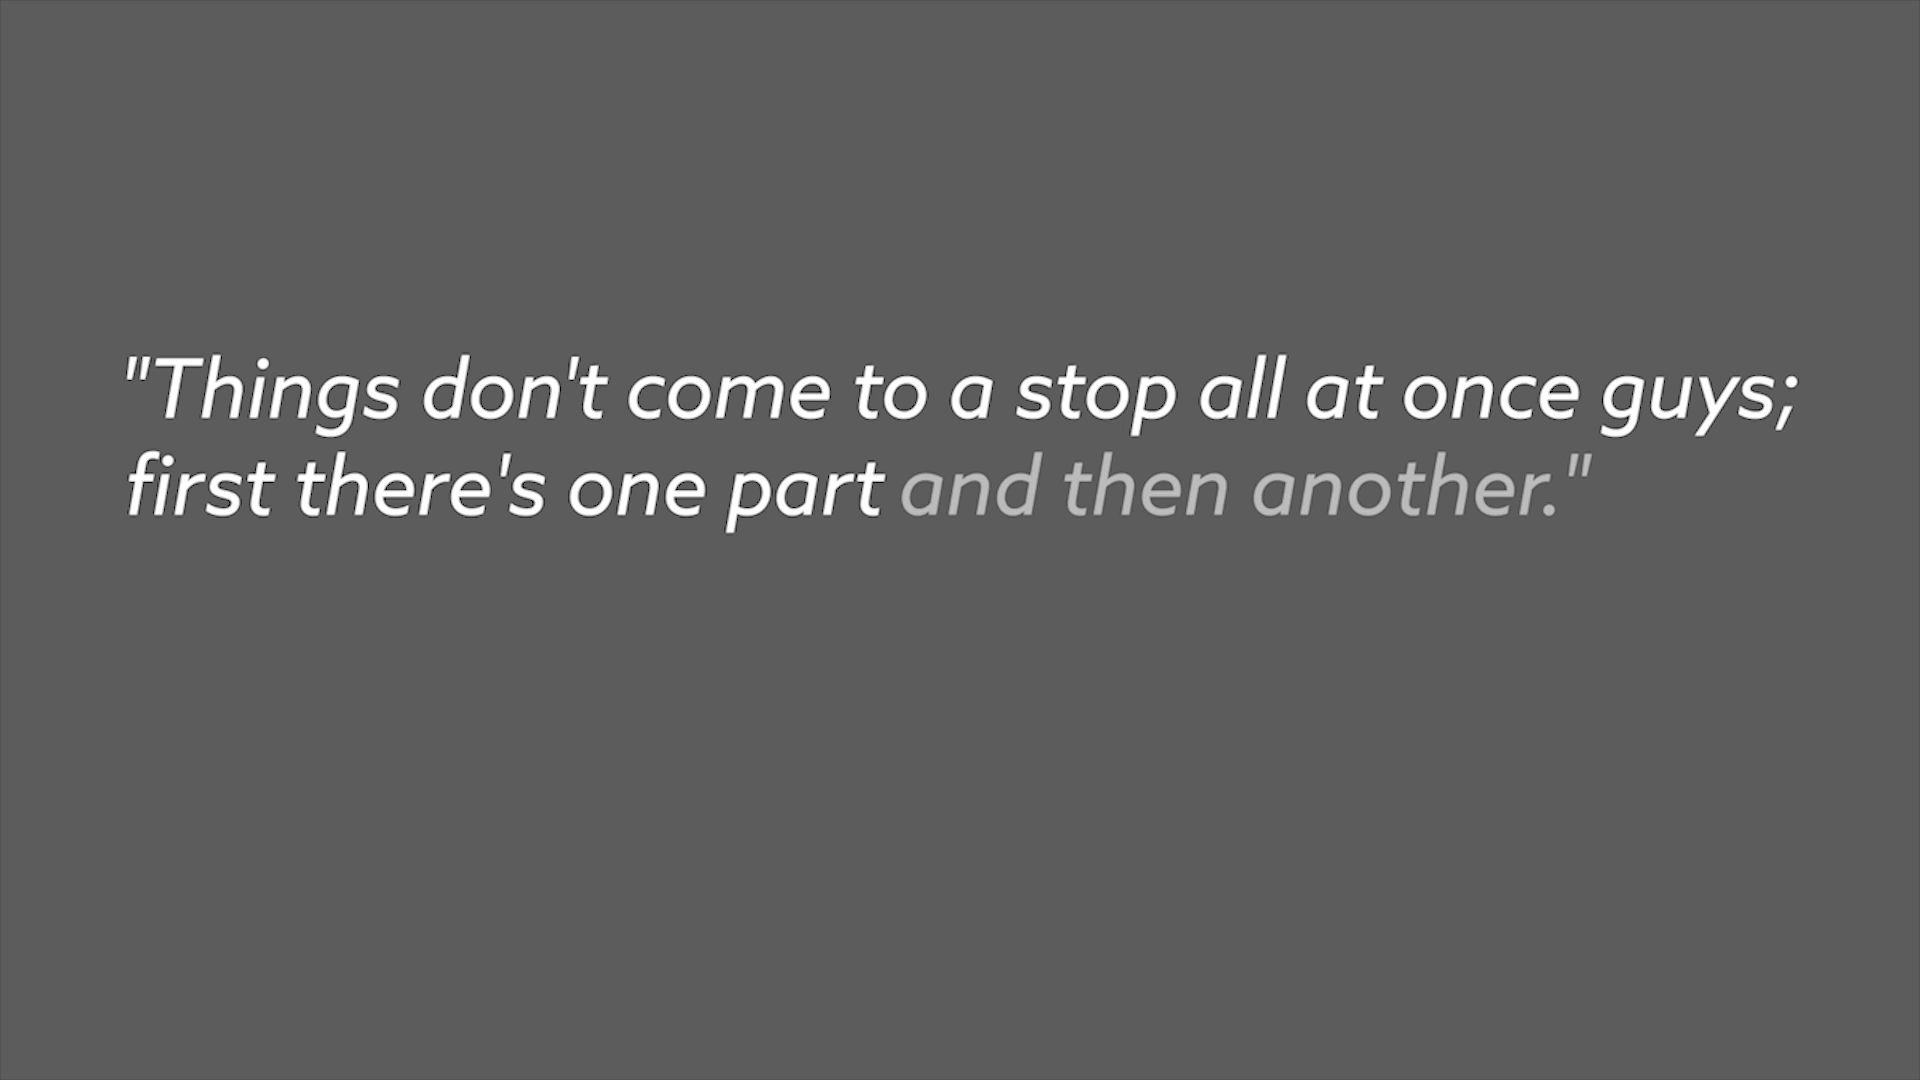 "Things don't come to a stop all at once guys;
first there's one part and then another."